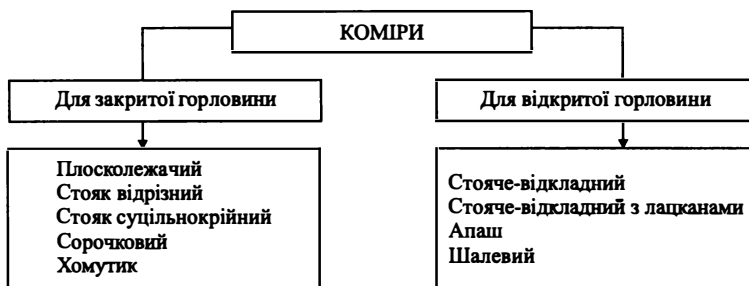 КОМІРИ
Для закритої горловини
Для відкритої горловини
Плосколежачий
Стояк відрізний
Стояк суцільнокрійний
Сорочковий
Хомутик
Стояче-відкладний
Стояче-відкладний з лацканами
Апаш
Шалевий